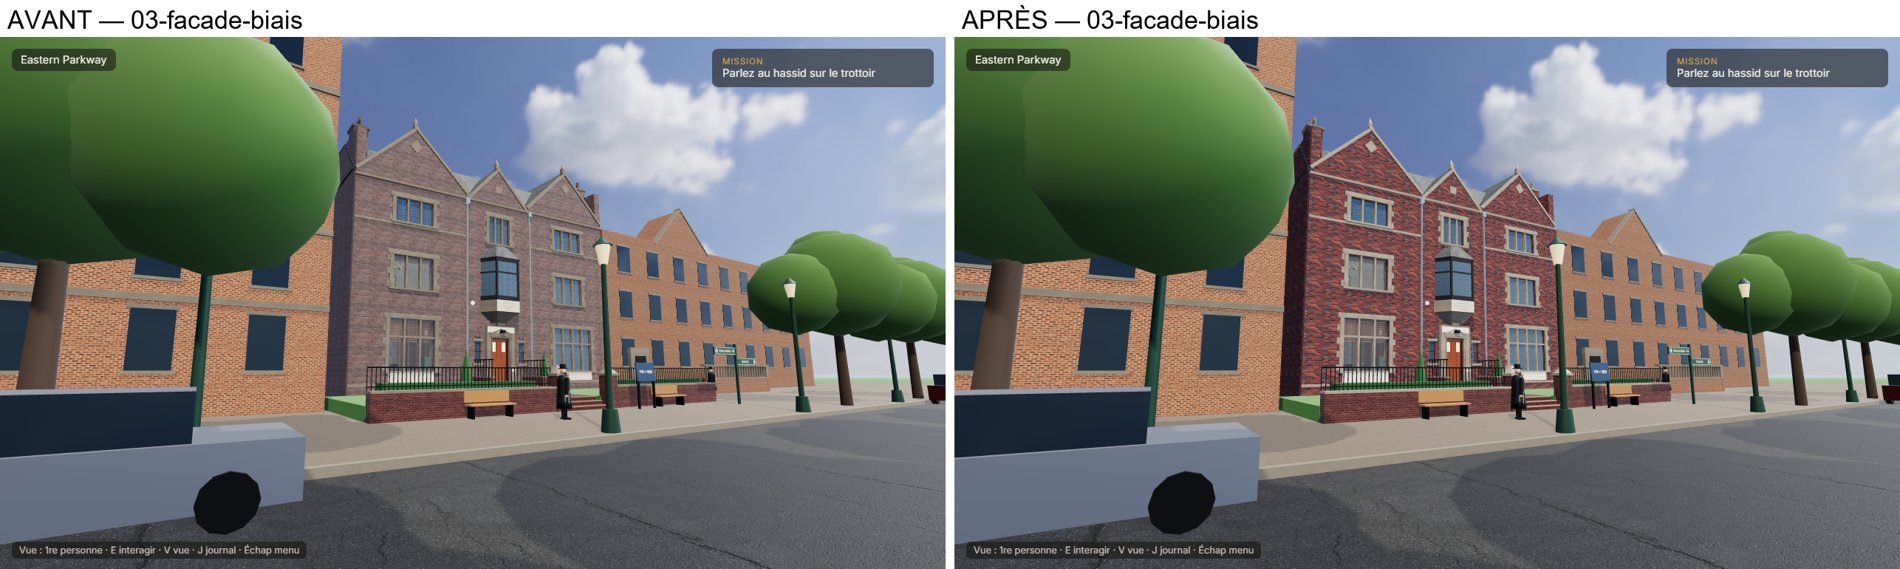 AVANT — 03-facade-biais
Eastern Parkway
MISSION
Parlez au hassid sur le trottoir
Vue : 1re personne · E interagir · V vue · J journal · Échap menu
APRÈS — 03-facade-biais
Eastern Parkway
MISSION
Parlez au hassid sur le trottoir
Vue : 1re personne · E interagir · V vue · J journal · Échap menu